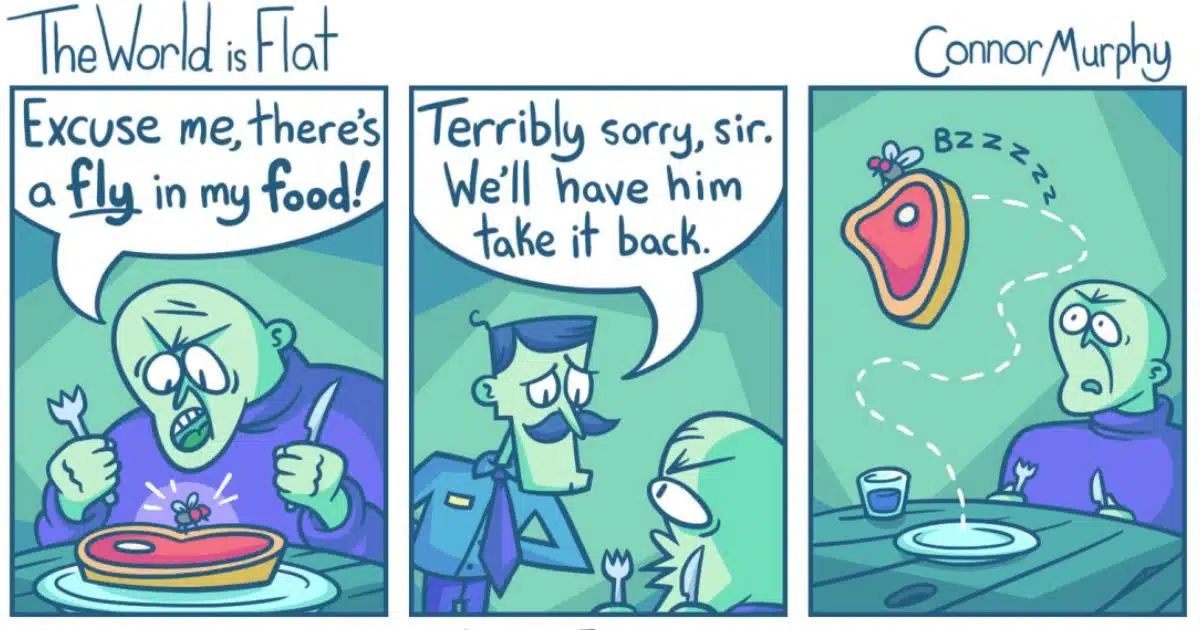 The World is Flat
Connor Murphy
Excuse me, there's
a fly in my food!
Terribly sorry, sir.
We'll have him
take it back.
BZZZZZZZ